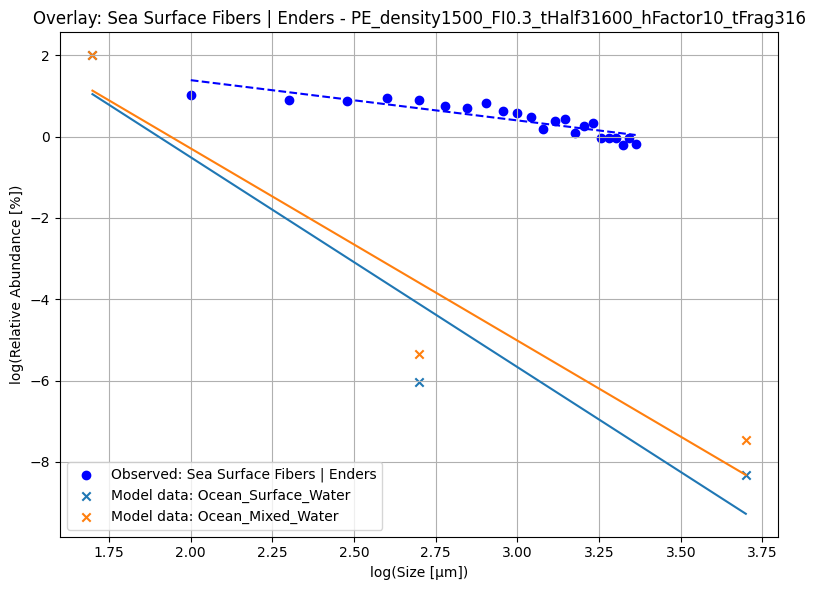 Overlay: Sea Surface Fibers | Enders - PE_density1500_FI0.3_tHalf31600_hFactor10_tFrag316
log(Relative Abundance [%])
2
0
−2
−4
−6
−8
Observed: Sea Surface Fibers | Enders
Model data: Ocean_Surface_Water
Model data: Ocean_Mixed_Water
1.75 2.00 2.25 2.50 2.75 3.00 3.25 3.50 3.75
log(Size [μm])